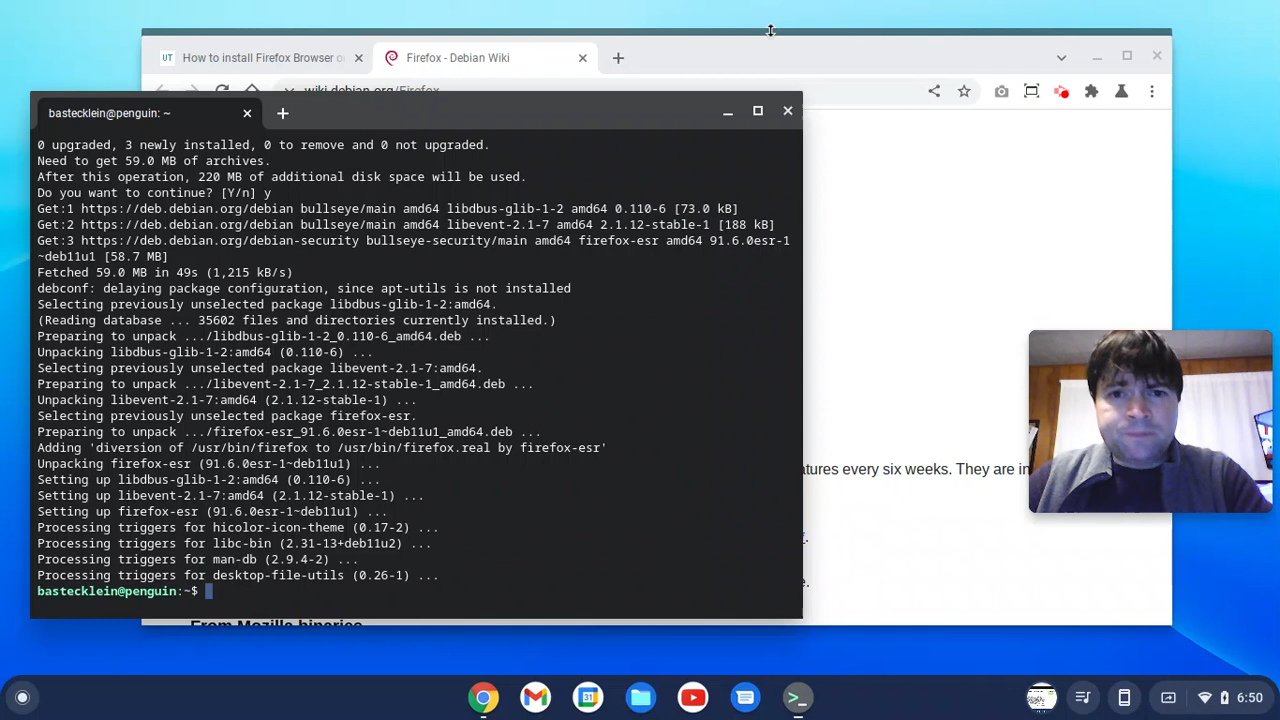 UT How to install Firefox Browser o
Firefox - Debian Wiki
wiki.debian.org/Firefox
bastecklein@penguin: ~
0 upgraded, 3 newly installed, 0 to remove and 0 not upgraded.
Need to get 59.0 MB of archives.
After this operation, 220 MB of additional disk space will be used.
Do you want to continue? [Y/n] y
Get:1 https://deb.debian.org/debian bullseye/main amd64 libdbus-glib-1-2 amd64 0.110-6 [73.0 kB]
Get:2 https://deb.debian.org/debian bullseye/main amd64 libevent-2.1-7 amd64 2.1.12-stable-1 [188 kB]
Get:3 https://deb.debian.org/debian-security bullseye-security/main amd64 firefox-esr amd64 91.6.0esr-1
~deb11u1 [58.7 MB]
Fetched 59.0 MB in 49s (1,215 kB/s)
debconf: delaying package configuration, since apt-utils is not installed
Selecting previously unselected package libdbus-glib-1-2:amd64.
(Reading database ... 35602 files and directories currently installed.)
Preparing to unpack .../libdbus-glib-1-2_0.110-6_amd64.deb ...
Unpacking libdbus-glib-1-2:amd64 (0.110-6) ...
Selecting previously unselected package libevent-2.1-7:amd64.
Preparing to unpack .../libevent-2.1-7_2.1.12-stable-1_amd64.deb ...
Unpacking libevent-2.1-7:amd64 (2.1.12-stable-1) ...
Selecting previously unselected package firefox-esr.
Preparing to unpack .../firefox-esr_91.6.0esr-1~deb11u1_amd64.deb ...
Adding 'diversion of /usr/bin/firefox to /usr/bin/firefox.real by firefox-esr'
Unpacking firefox-esr (91.6.0esr-1~deb11u1) ...
Setting up libdbus-glib-1-2:amd64 (0.110-6) ...
Setting up libevent-2.1-7:amd64 (2.1.12-stable-1) ...
Setting up firefox-esr (91.6.0esr-1~deb11u1) ...
Processing triggers for hicolor-icon-theme (0.17-2) ...
Processing triggers for libc-bin (2.31-13+deb11u2) ...
Processing triggers for man-db (2.9.4-2) ...
Processing triggers for desktop-file-utils (0.26-1) ...
bastecklein@penguin:~$
atures every six weeks. They are in
From Mozilla binaries
31
6:50